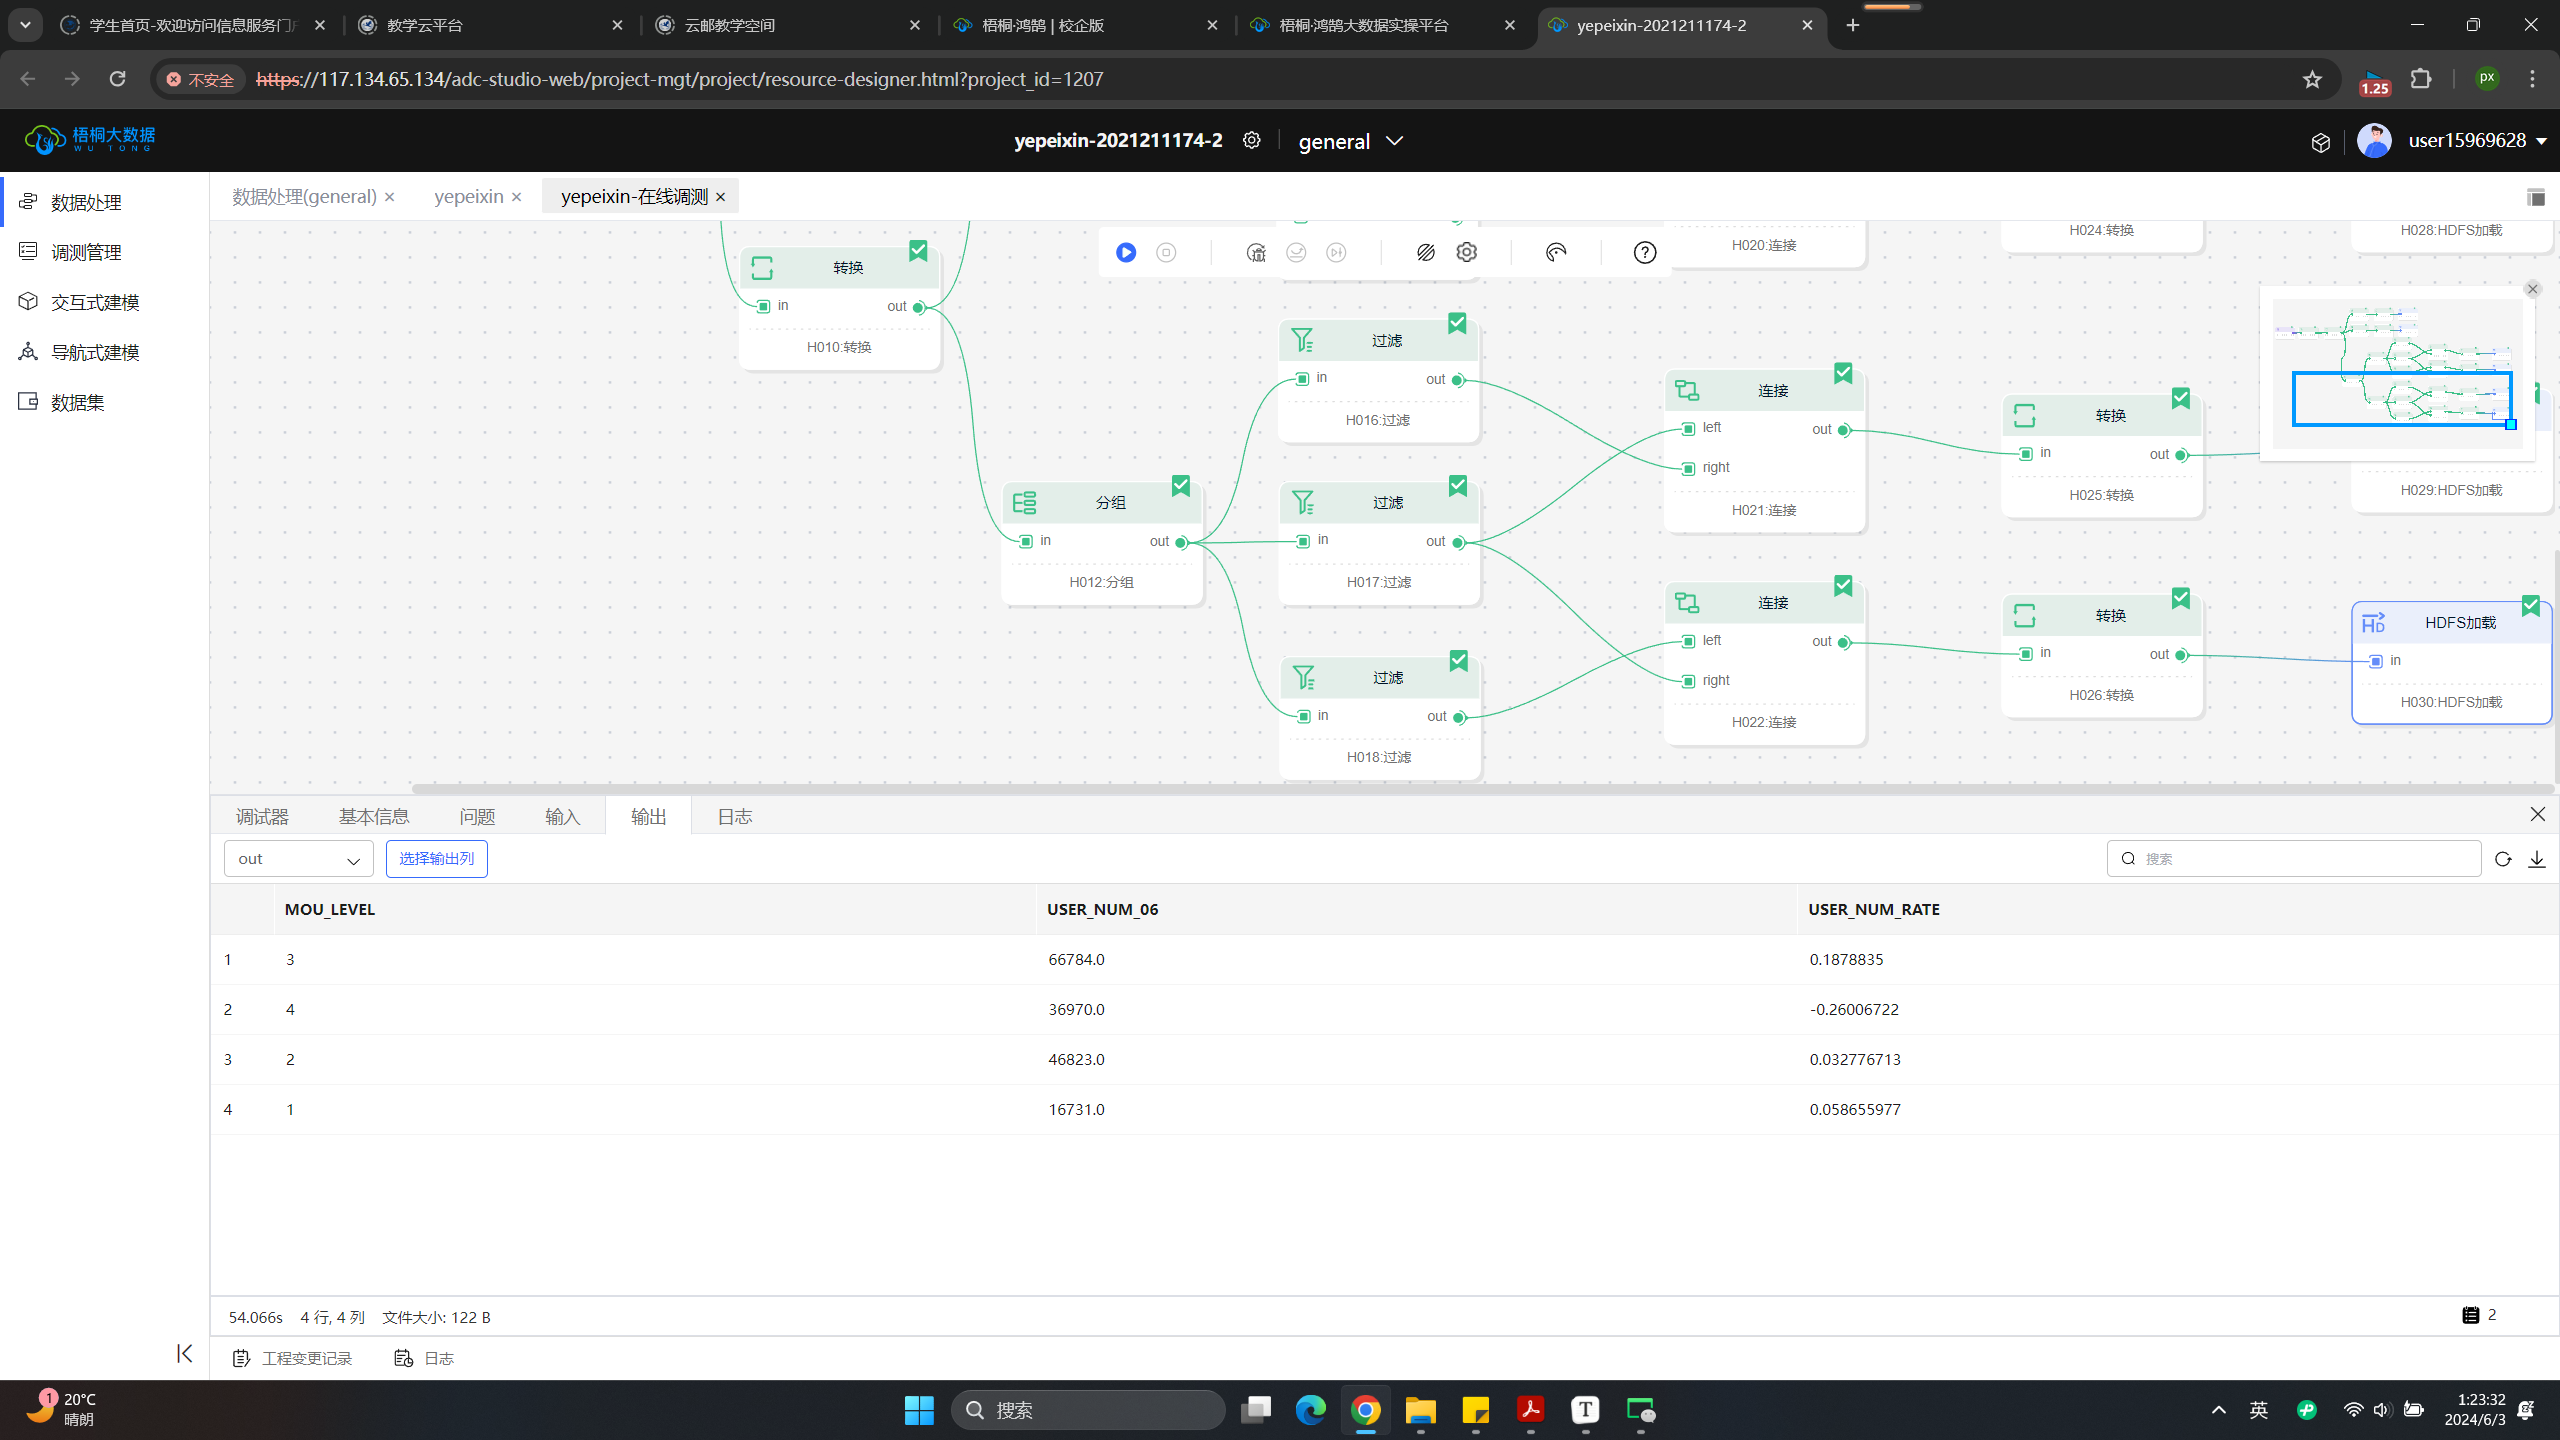 学生首页-欢迎访问信息服务门户
教学云平台
云邮教学空间
梧桐·鸿鹄 | 校企版
梧桐·鸿鹄大数据实操平台
yepeixin-2021211174-2
不安全
https://117.134.65.134/adc-studio-web/project-mgt/project/resource-designer.html?project_id=1207
1.25
px
梧桐大数据
WU TONG
yepeixin-2021211174-2
general
user15969628
数据处理
调测管理
交互式建模
导航式建模
数据集
数据处理(general)
yepeixin
yepeixin-在线调测
转换
in out
H010:转换
H020:连接
H024:转换
H028:HDFS加载
过滤
in out
H016:过滤
连接
left out
right
H021:连接
转换
in out
H025:转换
H029:HDFS加载
分组
in out
H012:分组
过滤
in out
H017:过滤
连接
left out
right
H022:连接
转换
in out
H026:转换
HDFS加载
in
H030:HDFS加载
过滤
in out
H018:过滤
调试器 基本信息 问题 输入 输出 日志
out 选择输出列 搜索
MOU_LEVEL USER_NUM_06 USER_NUM_RATE
1 3 66784.0 0.1878835
2 4 36970.0 -0.26006722
3 2 46823.0 0.032776713
4 1 16731.0 0.058655977
54.066s 4 行, 4 列 文件大小: 122 B 2
工程变更记录 日志
1
20°C
晴朗
搜索
英
1:23:32
2024/6/3